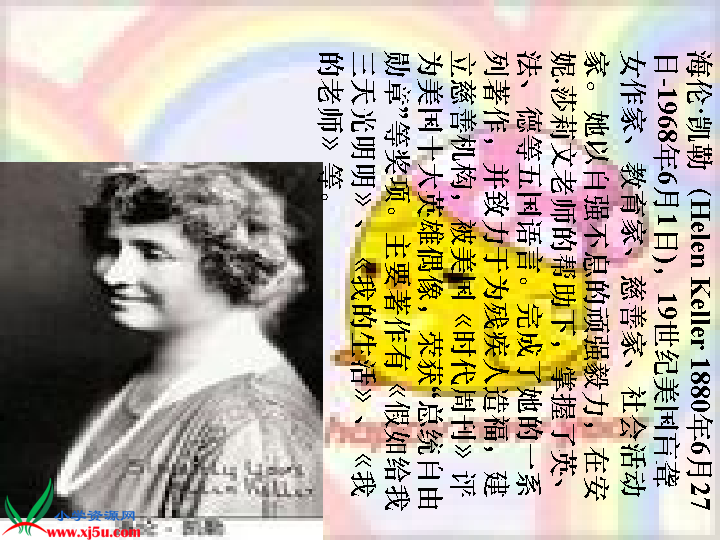 海伦·凯勒（Helen Keller 1880年6月27
日-1968年6月1日），19世纪美国盲聋
女作家、教育家、慈善家、社会活动
家。她以自强不息的顽强毅力，在安
妮.莎莉文老师的帮助下，掌握了英、
法、德等五国语言。完成了她的一系
列著作，并致力于为残疾人造福，建
立慈善机构，被美国《时代周刊》评
为美国十大英雄偶像，荣获“总统自由
勋章”等奖项。主要著作有《假如给我
三天光明明》、《我的生活》、《我
的老师》等。
小学资源网
www.xj5u.com
凯勒